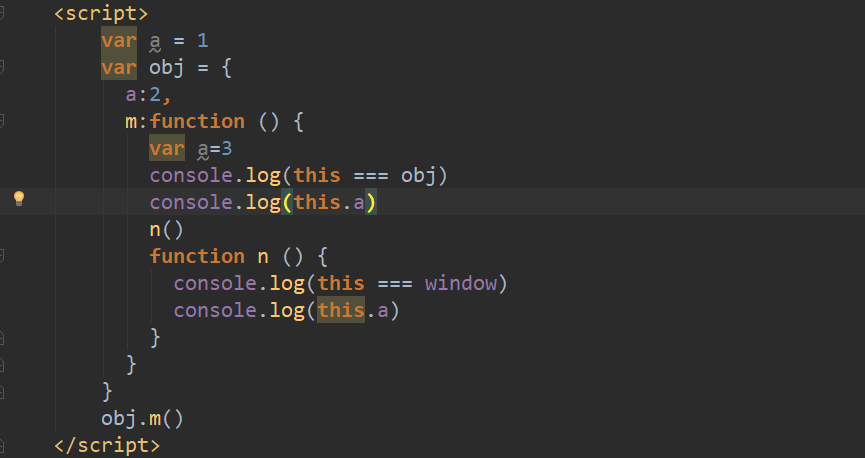 <script>
var a = 1
var obj = {
a:2,
m:function () {
var a=3
console.log(this === obj)
console.log(this.a)
n()
function n () {
console.log(this === window)
console.log(this.a)
}
}
}
obj.m()
</script>